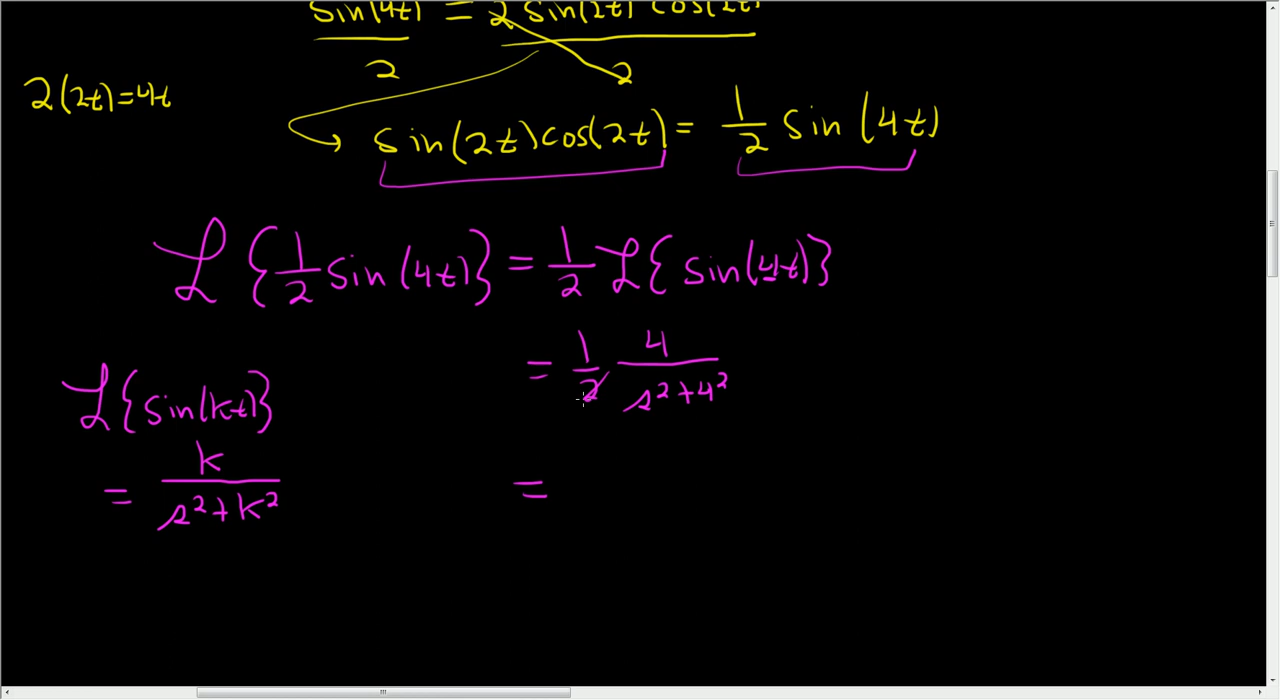 sin(4t) = 2 sin(2t) cos(2t)
2 2
2(2t)=4t
sin(2t)cos(2t) = 1/2 sin(4t)
ℒ{1/2 sin(4t)} = 1/2 ℒ{sin(4t)}
= 1/2 4/(s²+4²)
ℒ{sin(kt)}
= k/(s²+k²)
=